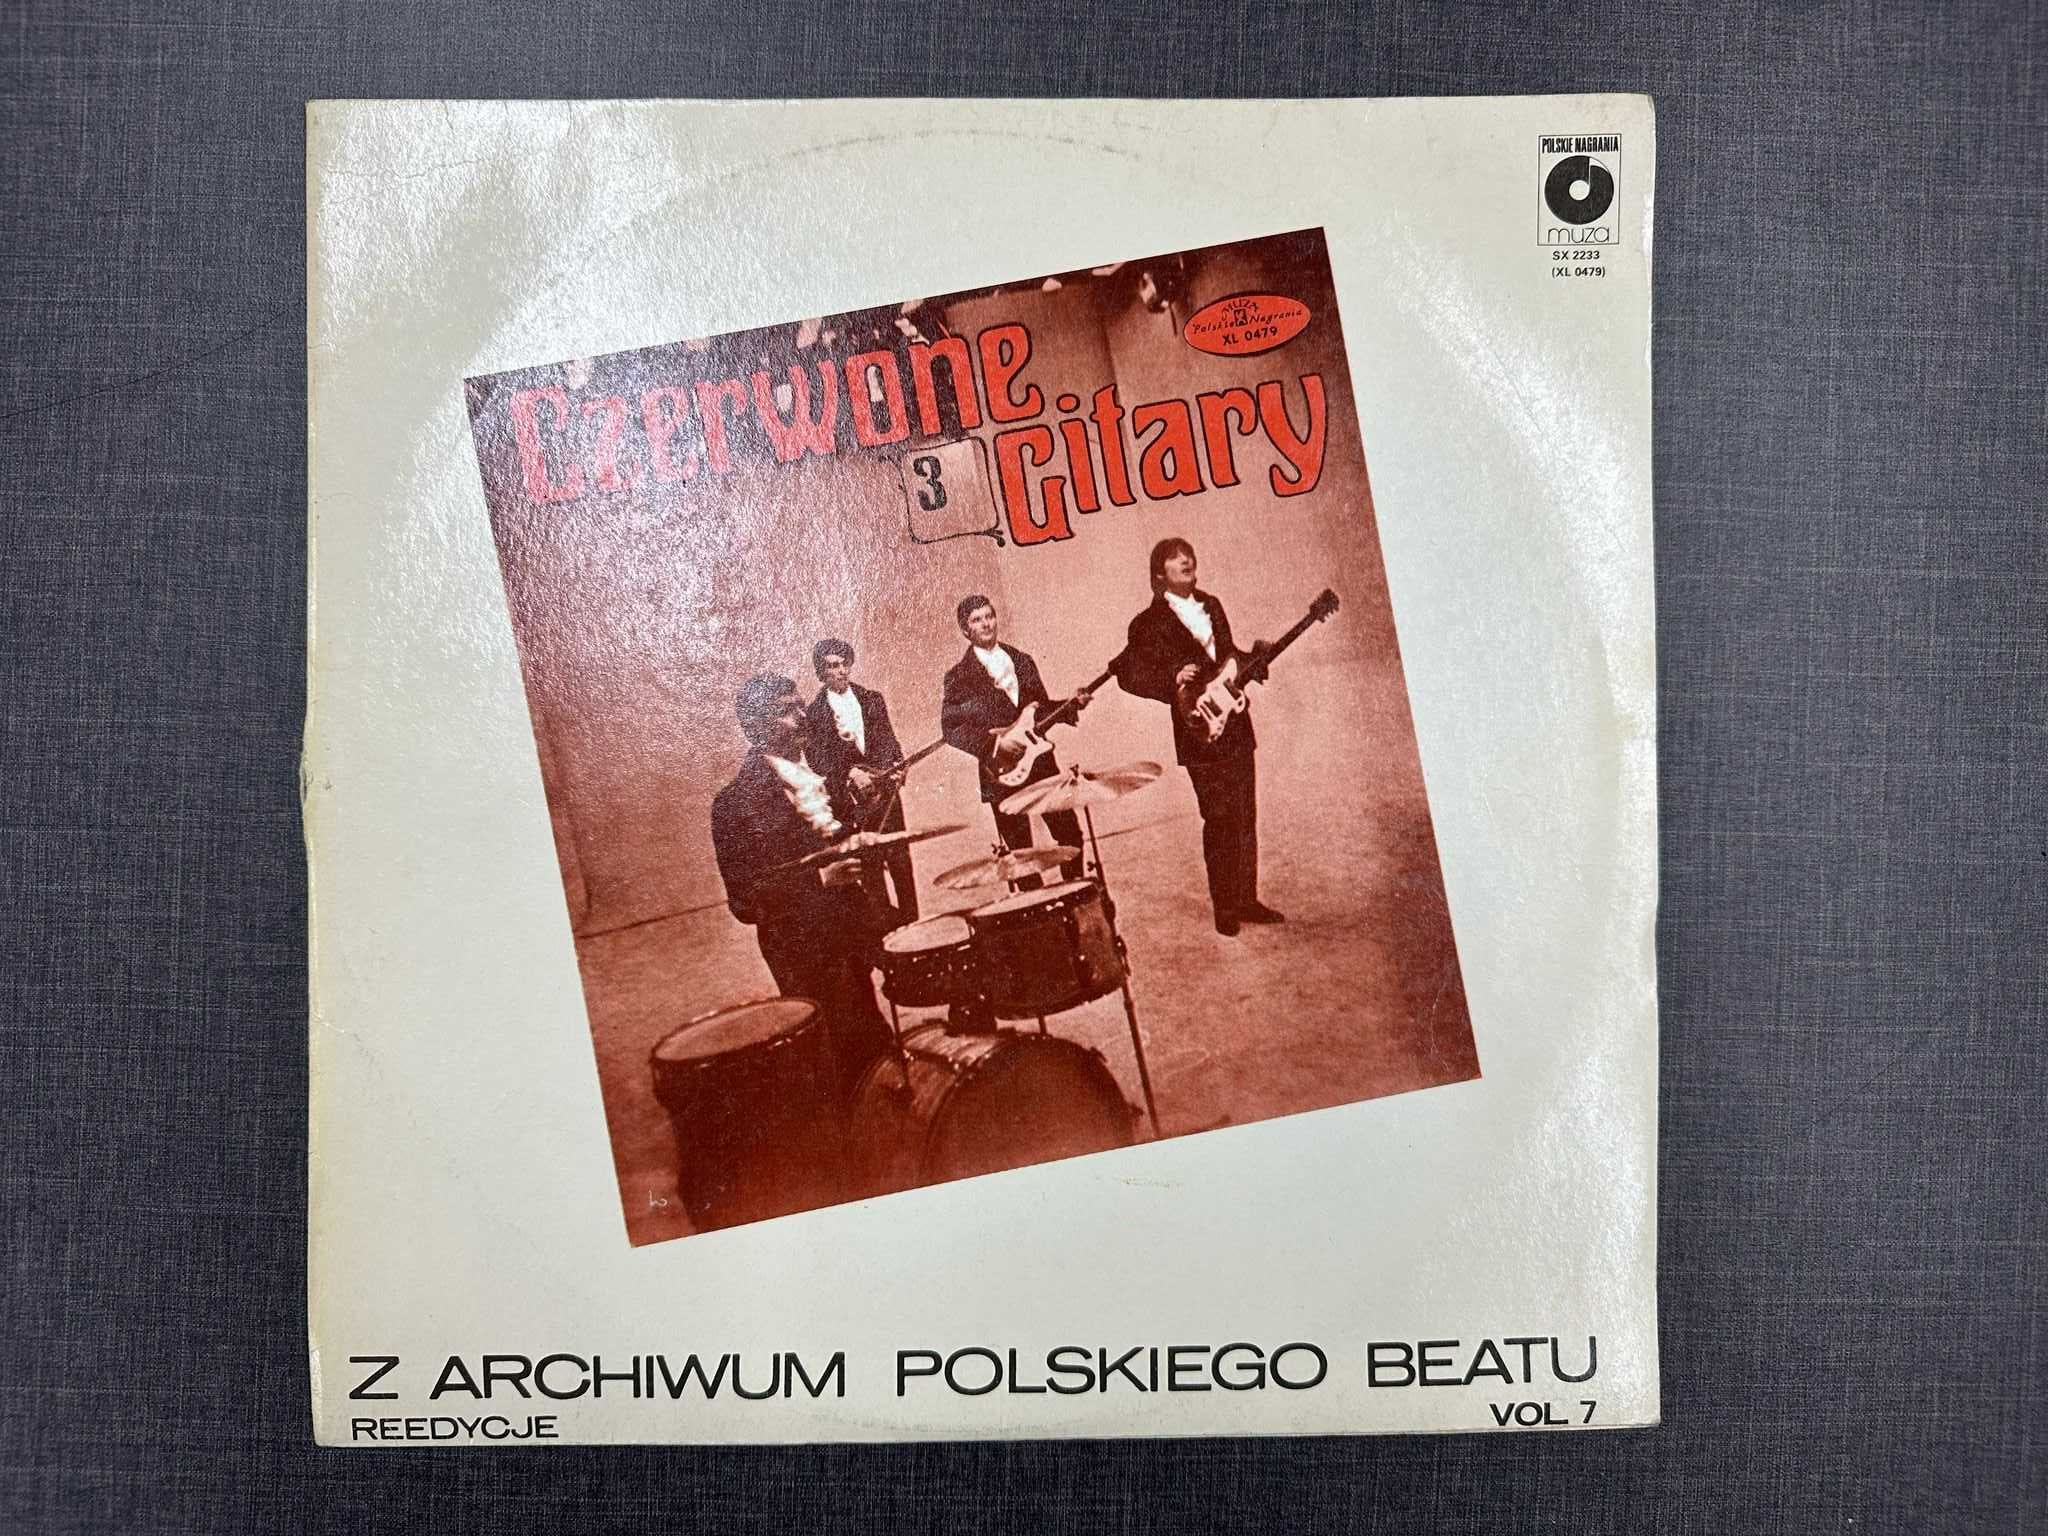 POLSKIE NAGRANIA
muza
SX 2233
(XL 0479)
MUZA
Polskie Nagrania
XL 0479
Czerwone
3
Gitary
Z ARCHIWUM POLSKIEGO BEATU
REEDYCJE
VOL 7